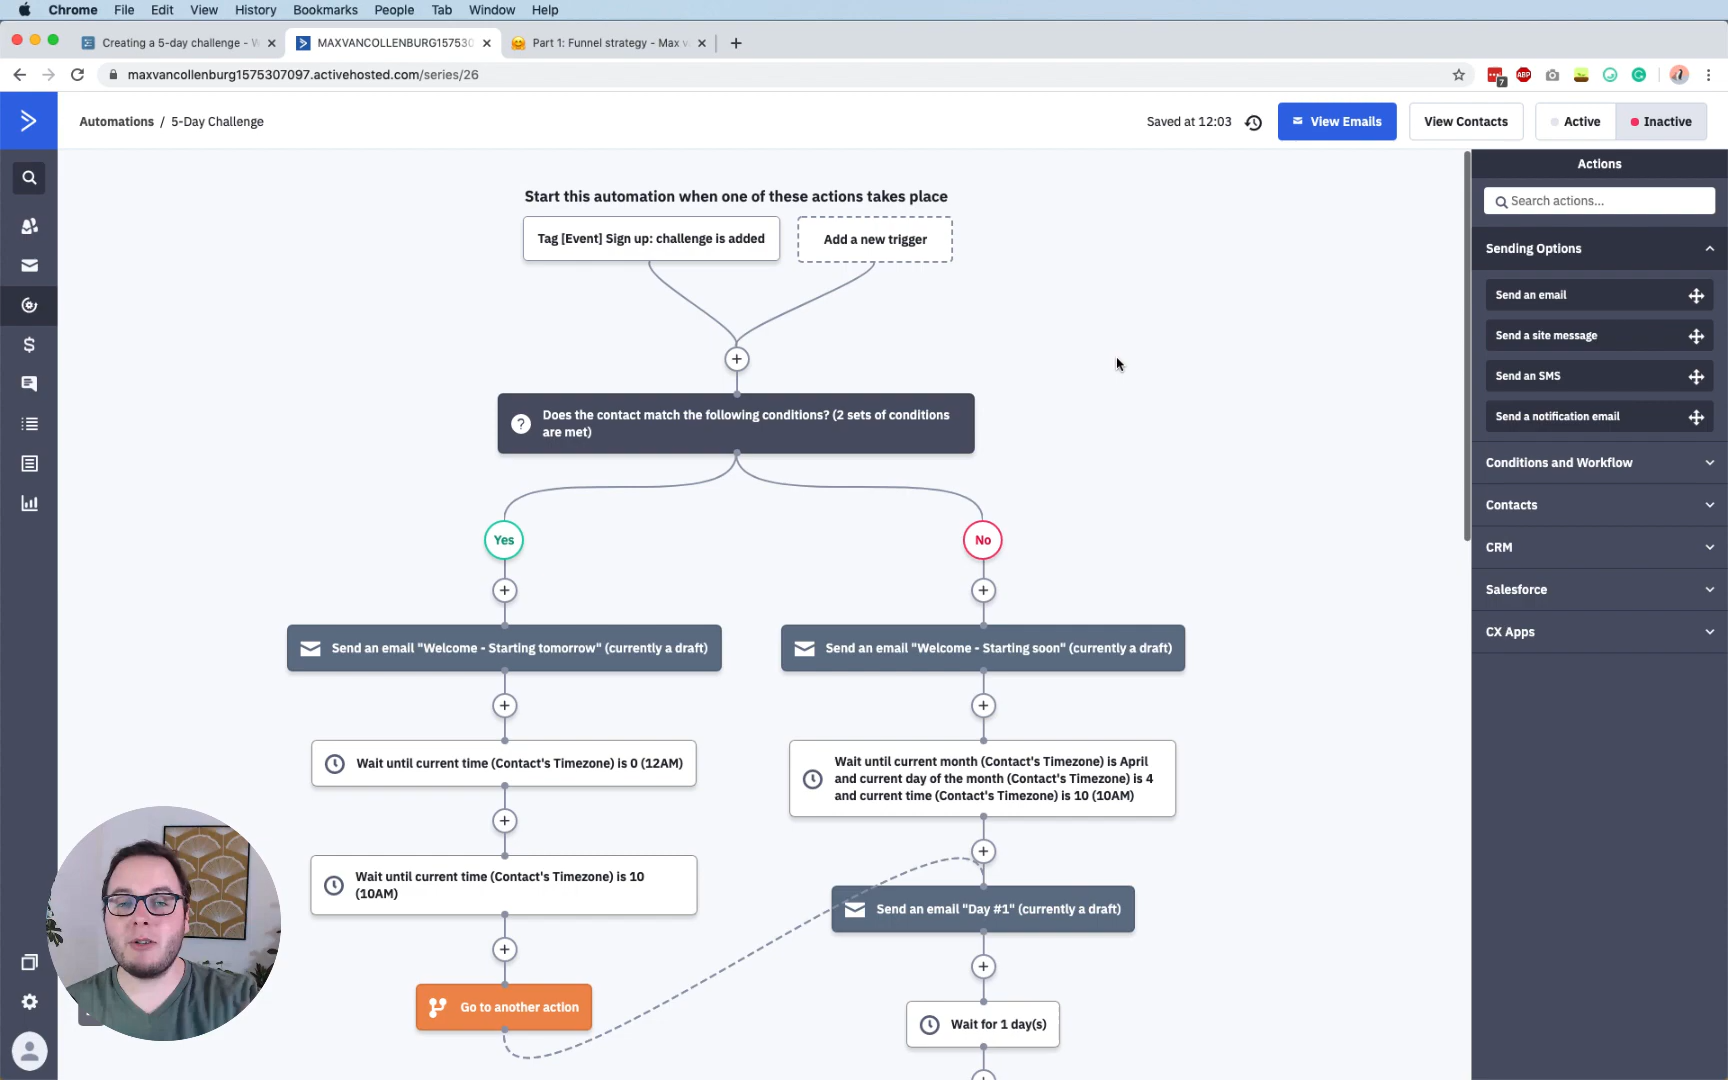 Chrome File Edit View History Bookmarks People Tab Window Help
Creating a 5-day challenge - W
MAXVANCOLLENBURG157530
Part 1: Funnel strategy - Max v
maxvancollenburg1575307097.activehosted.com/series/26
7
ABP
Automations / 5-Day Challenge
Saved at 12:03
View Emails
View Contacts
Active
Inactive
Start this automation when one of these actions takes place
Tag [Event] Sign up: challenge is added
Add a new trigger
+
? Does the contact match the following conditions? (2 sets of conditions
are met)
Yes
No
+
+
Send an email "Welcome - Starting tomorrow" (currently a draft)
Send an email "Welcome - Starting soon" (currently a draft)
+
+
Wait until current time (Contact's Timezone) is 0 (12AM)
Wait until current month (Contact's Timezone) is April
and current day of the month (Contact's Timezone) is 4
and current time (Contact's Timezone) is 10 (10AM)
+
+
Wait until current time (Contact's Timezone) is 10
(10AM)
Send an email "Day #1" (currently a draft)
+
+
Go to another action
Wait for 1 day(s)
Actions
Search actions...
Sending Options
Send an email
Send a site message
Send an SMS
Send a notification email
Conditions and Workflow
Contacts
CRM
Salesforce
CX Apps